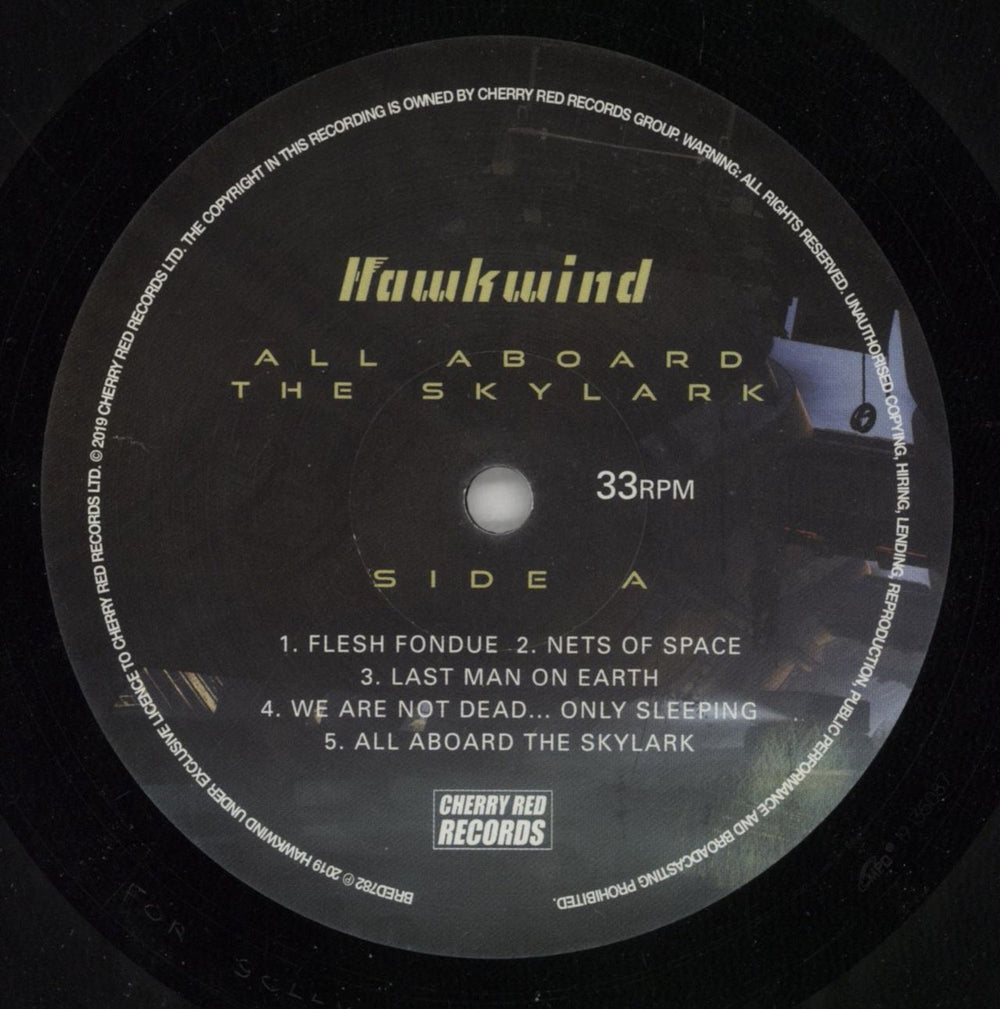 Hawkwind
ALL ABOARD
THE SKYLARK
33RPM
SIDE A
1. FLESH FONDUE 2. NETS OF SPACE
3. LAST MAN ON EARTH
4. WE ARE NOT DEAD... ONLY SLEEPING
5. ALL ABOARD THE SKYLARK
CHERRY RED
RECORDS
BRED782 ℗ 2019 HAWKWIND UNDER EXCLUSIVE LICENCE TO CHERRY RED RECORDS LTD. © 2019 CHERRY RED RECORDS LTD. THE COPYRIGHT IN THIS RECORDING IS OWNED BY CHERRY RED RECORDS GROUP. WARNING: ALL RIGHTS RESERVED. UNAUTHORISED COPYING, HIRING, LENDING, REPRODUCTION, PUBLIC PERFORMANCE AND BROADCASTING PROHIBITED.
FOR